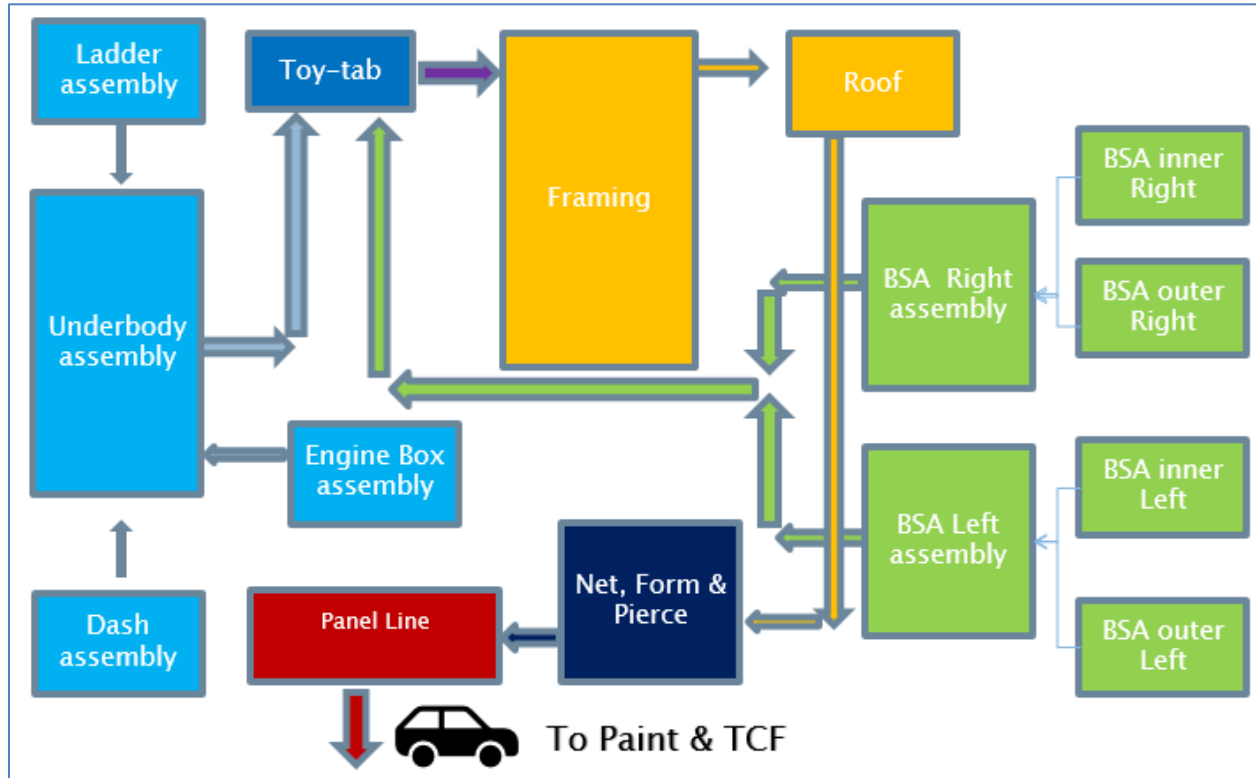 Ladder
assembly
Toy-tab
Framing
Roof
BSA inner
Right
BSA outer
Right
BSA  Right
assembly
Underbody
assembly
Engine Box
assembly
BSA inner
Left
BSA Left
assembly
BSA outer
Left
Net, Form &
Pierce
Panel Line
Dash
assembly
To Paint & TCF